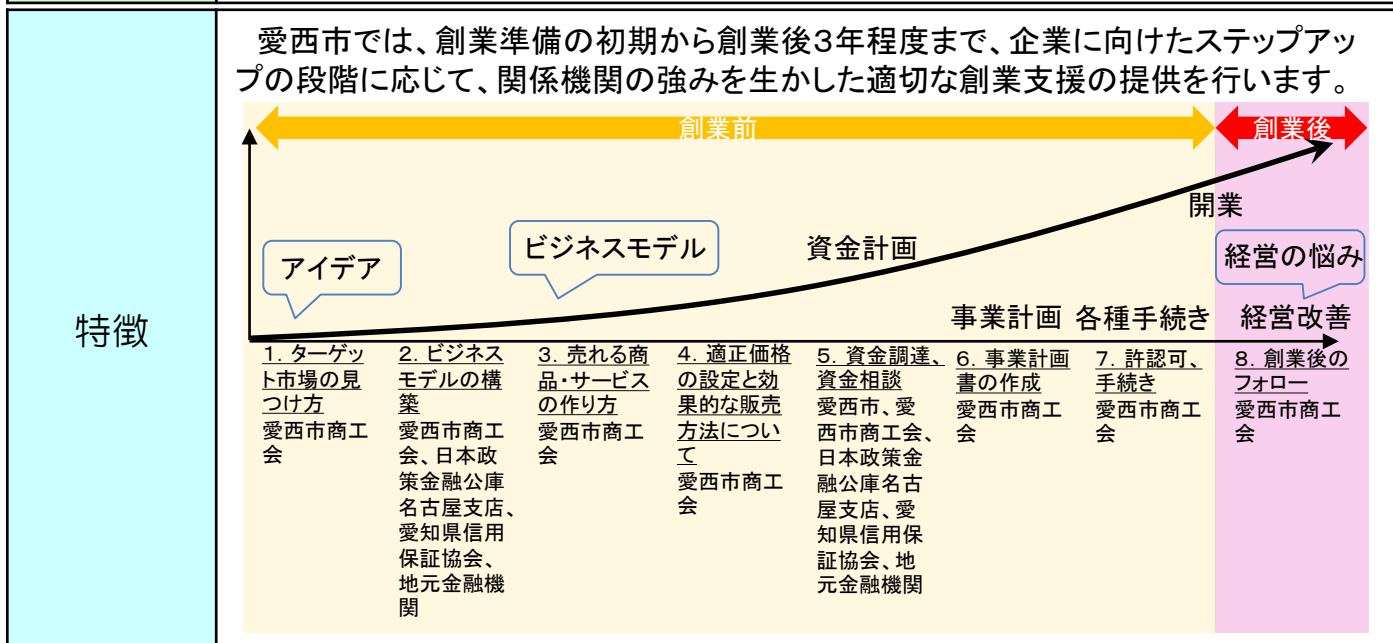 特徴
愛西市では、創業準備の初期から創業後3年程度まで、企業に向けたステップアッ
プの段階に応じて、関係機関の強みを生かした適切な創業支援の提供を行います。
創業前
創業後
開業
アイデア
ビジネスモデル
資金計画
経営の悩み
事業計画
各種手続き
経営改善
1. ターゲッ
ト市場の見
つけ方
愛西市商工
会
2. ビジネス
モデルの構
築
愛西市商工
会、日本政
策金融公庫
名古屋支店、
愛知県信用
保証協会、
地元金融機
関
3. 売れる商
品・サービス
の作り方
愛西市商工
会
4. 適正価格
の設定と効
果的な販売
方法につい
て
愛西市商工
会
5. 資金調達、
資金相談
愛西市、愛
西市商工会、
日本政策金
融公庫名古
屋支店、愛
知県信用保
証協会、地
元金融機関
6. 事業計画
書の作成
愛西市商工
会
7. 許認可、
手続き
愛西市商工
会
8. 創業後の
フォロー
愛西市商工
会